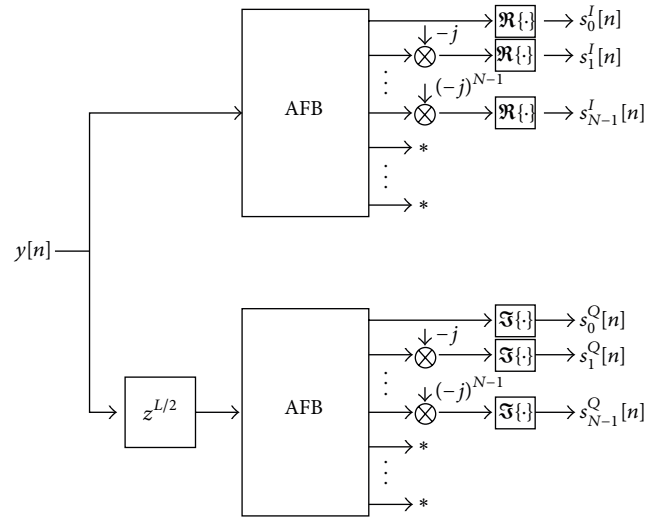 ℜ{·} s_0^I[n]
−j
ℜ{·} s_1^I[n]
⋮
(−j)^{N−1}
AFB
ℜ{·} s_{N−1}^I[n]
*
⋮
*
y[n]
ℑ{·} s_0^Q[n]
−j
ℑ{·} s_1^Q[n]
⋮
(−j)^{N−1}
z^{L/2}
AFB
ℑ{·} s_{N−1}^Q[n]
*
⋮
*